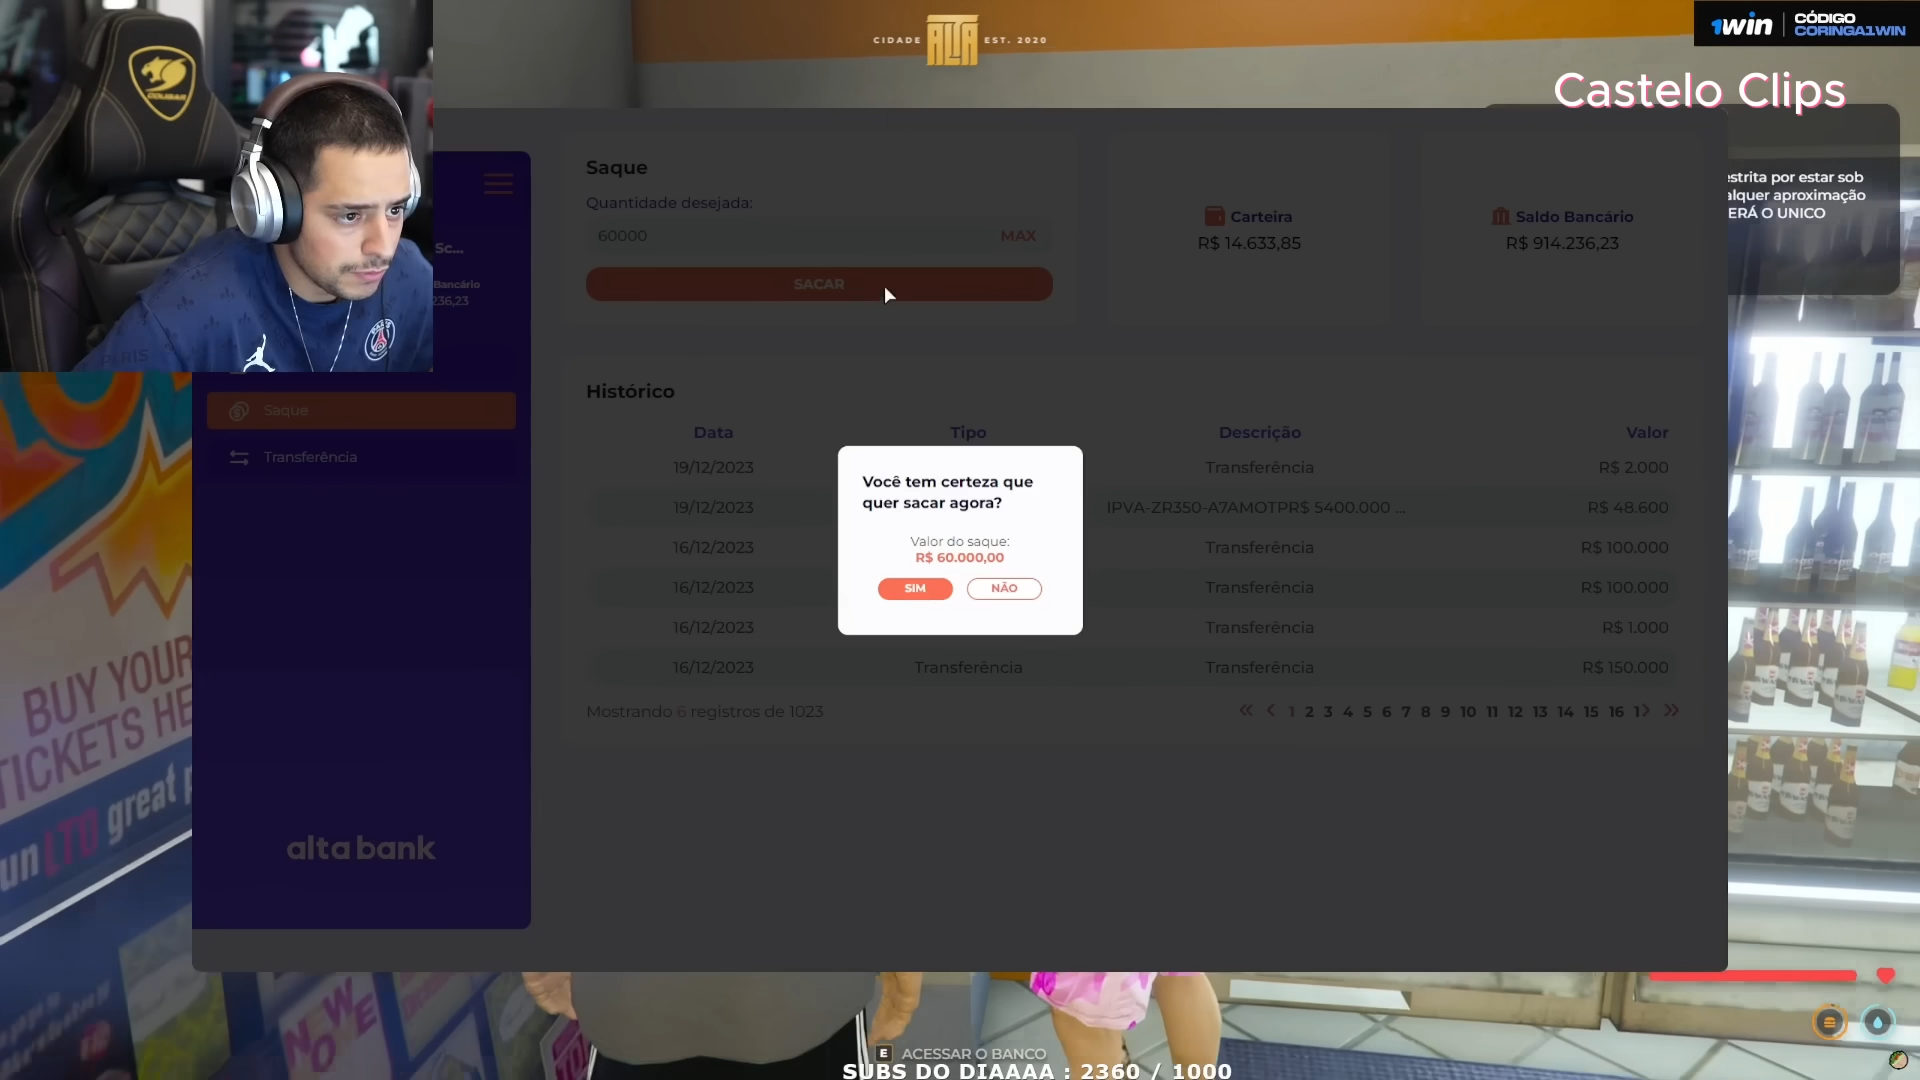 CIDADE ALTA EST. 2020
1win CÓDIGO
CORINGA1WIN
Castelo Clips
COUGAR
estrita por estar sob
alquer aproximação
ERÁ O UNICO
Sc...
Bancário
236,23
Saque
Transferência
alta bank
Saque
Quantidade desejada:
60000 MAX
SACAR
Carteira
R$ 14.633,85
Saldo Bancário
R$ 914.236,23
Histórico
Data Tipo Descrição Valor
19/12/2023 Transferência R$ 2.000
19/12/2023 IPVA-ZR350-A7AMOTPR$ 5400.000 ... R$ 48.600
16/12/2023 Transferência R$ 100.000
16/12/2023 Transferência R$ 100.000
16/12/2023 Transferência R$ 1.000
16/12/2023 Transferência Transferência R$ 150.000
Mostrando 6 registros de 1023
« ‹ 1 2 3 4 5 6 7 8 9 10 11 12 13 14 15 16 1 › »
Você tem certeza que
quer sacar agora?
Valor do saque:
R$ 60.000,00
SIM NÃO
PARIS
BUY YOUR
TICKETS HE
un LTD great
NOWE
E ACESSAR O BANCO
SUBS DO DIAAAA : 2360 / 1000